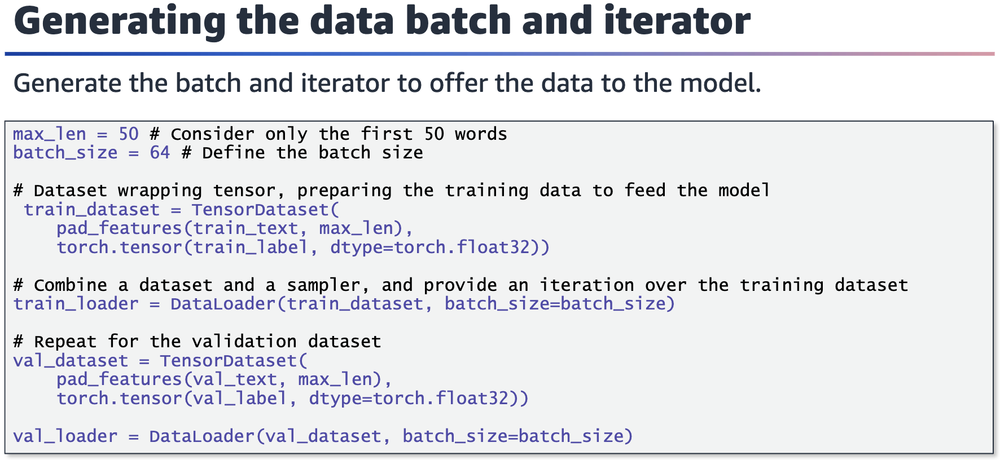 Generating the data batch and iterator
Generate the batch and iterator to offer the data to the model.
max_len = 50 # Consider only the first 50 words
batch_size = 64 # Define the batch size
# Dataset wrapping tensor, preparing the training data to feed the model
train_dataset = TensorDataset(
pad_features(train_text, max_len),
torch.tensor(train_label, dtype=torch.float32))
# Combine a dataset and a sampler, and provide an iteration over the training dataset
train_loader = DataLoader(train_dataset, batch_size=batch_size)
# Repeat for the validation dataset
val_dataset = TensorDataset(
pad_features(val_text, max_len),
torch.tensor(val_label, dtype=torch.float32))
val_loader = DataLoader(val_dataset, batch_size=batch_size)